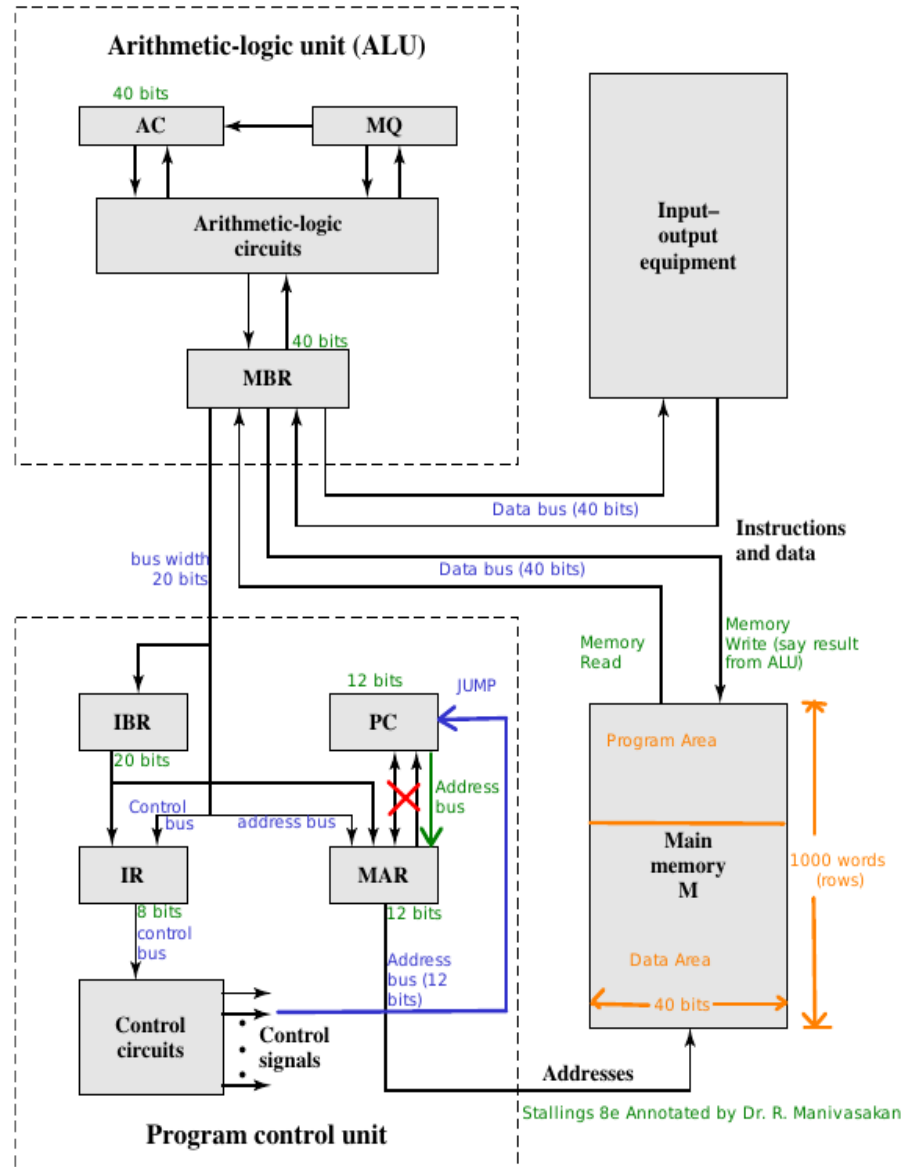 Arithmetic-logic unit (ALU)
40 bits
AC
MQ
Arithmetic-logic
circuits
Input–
output
equipment
40 bits
MBR
Data bus (40 bits)
Instructions
and data
bus width
20 bits
Data bus (40 bits)
Memory
Read
Memory
Write (say result
from ALU)
12 bits
JUMP
IBR
PC
20 bits
Address
bus
Control
bus
address bus
IR
MAR
8 bits
12 bits
control
bus
Address
bus (12
bits)
Control
circuits
Control
signals
Program Area
Main
memory
M
1000 words
(rows)
Data Area
40 bits
Addresses
Stallings 8e Annotated by Dr. R. Manivasakan
Program control unit